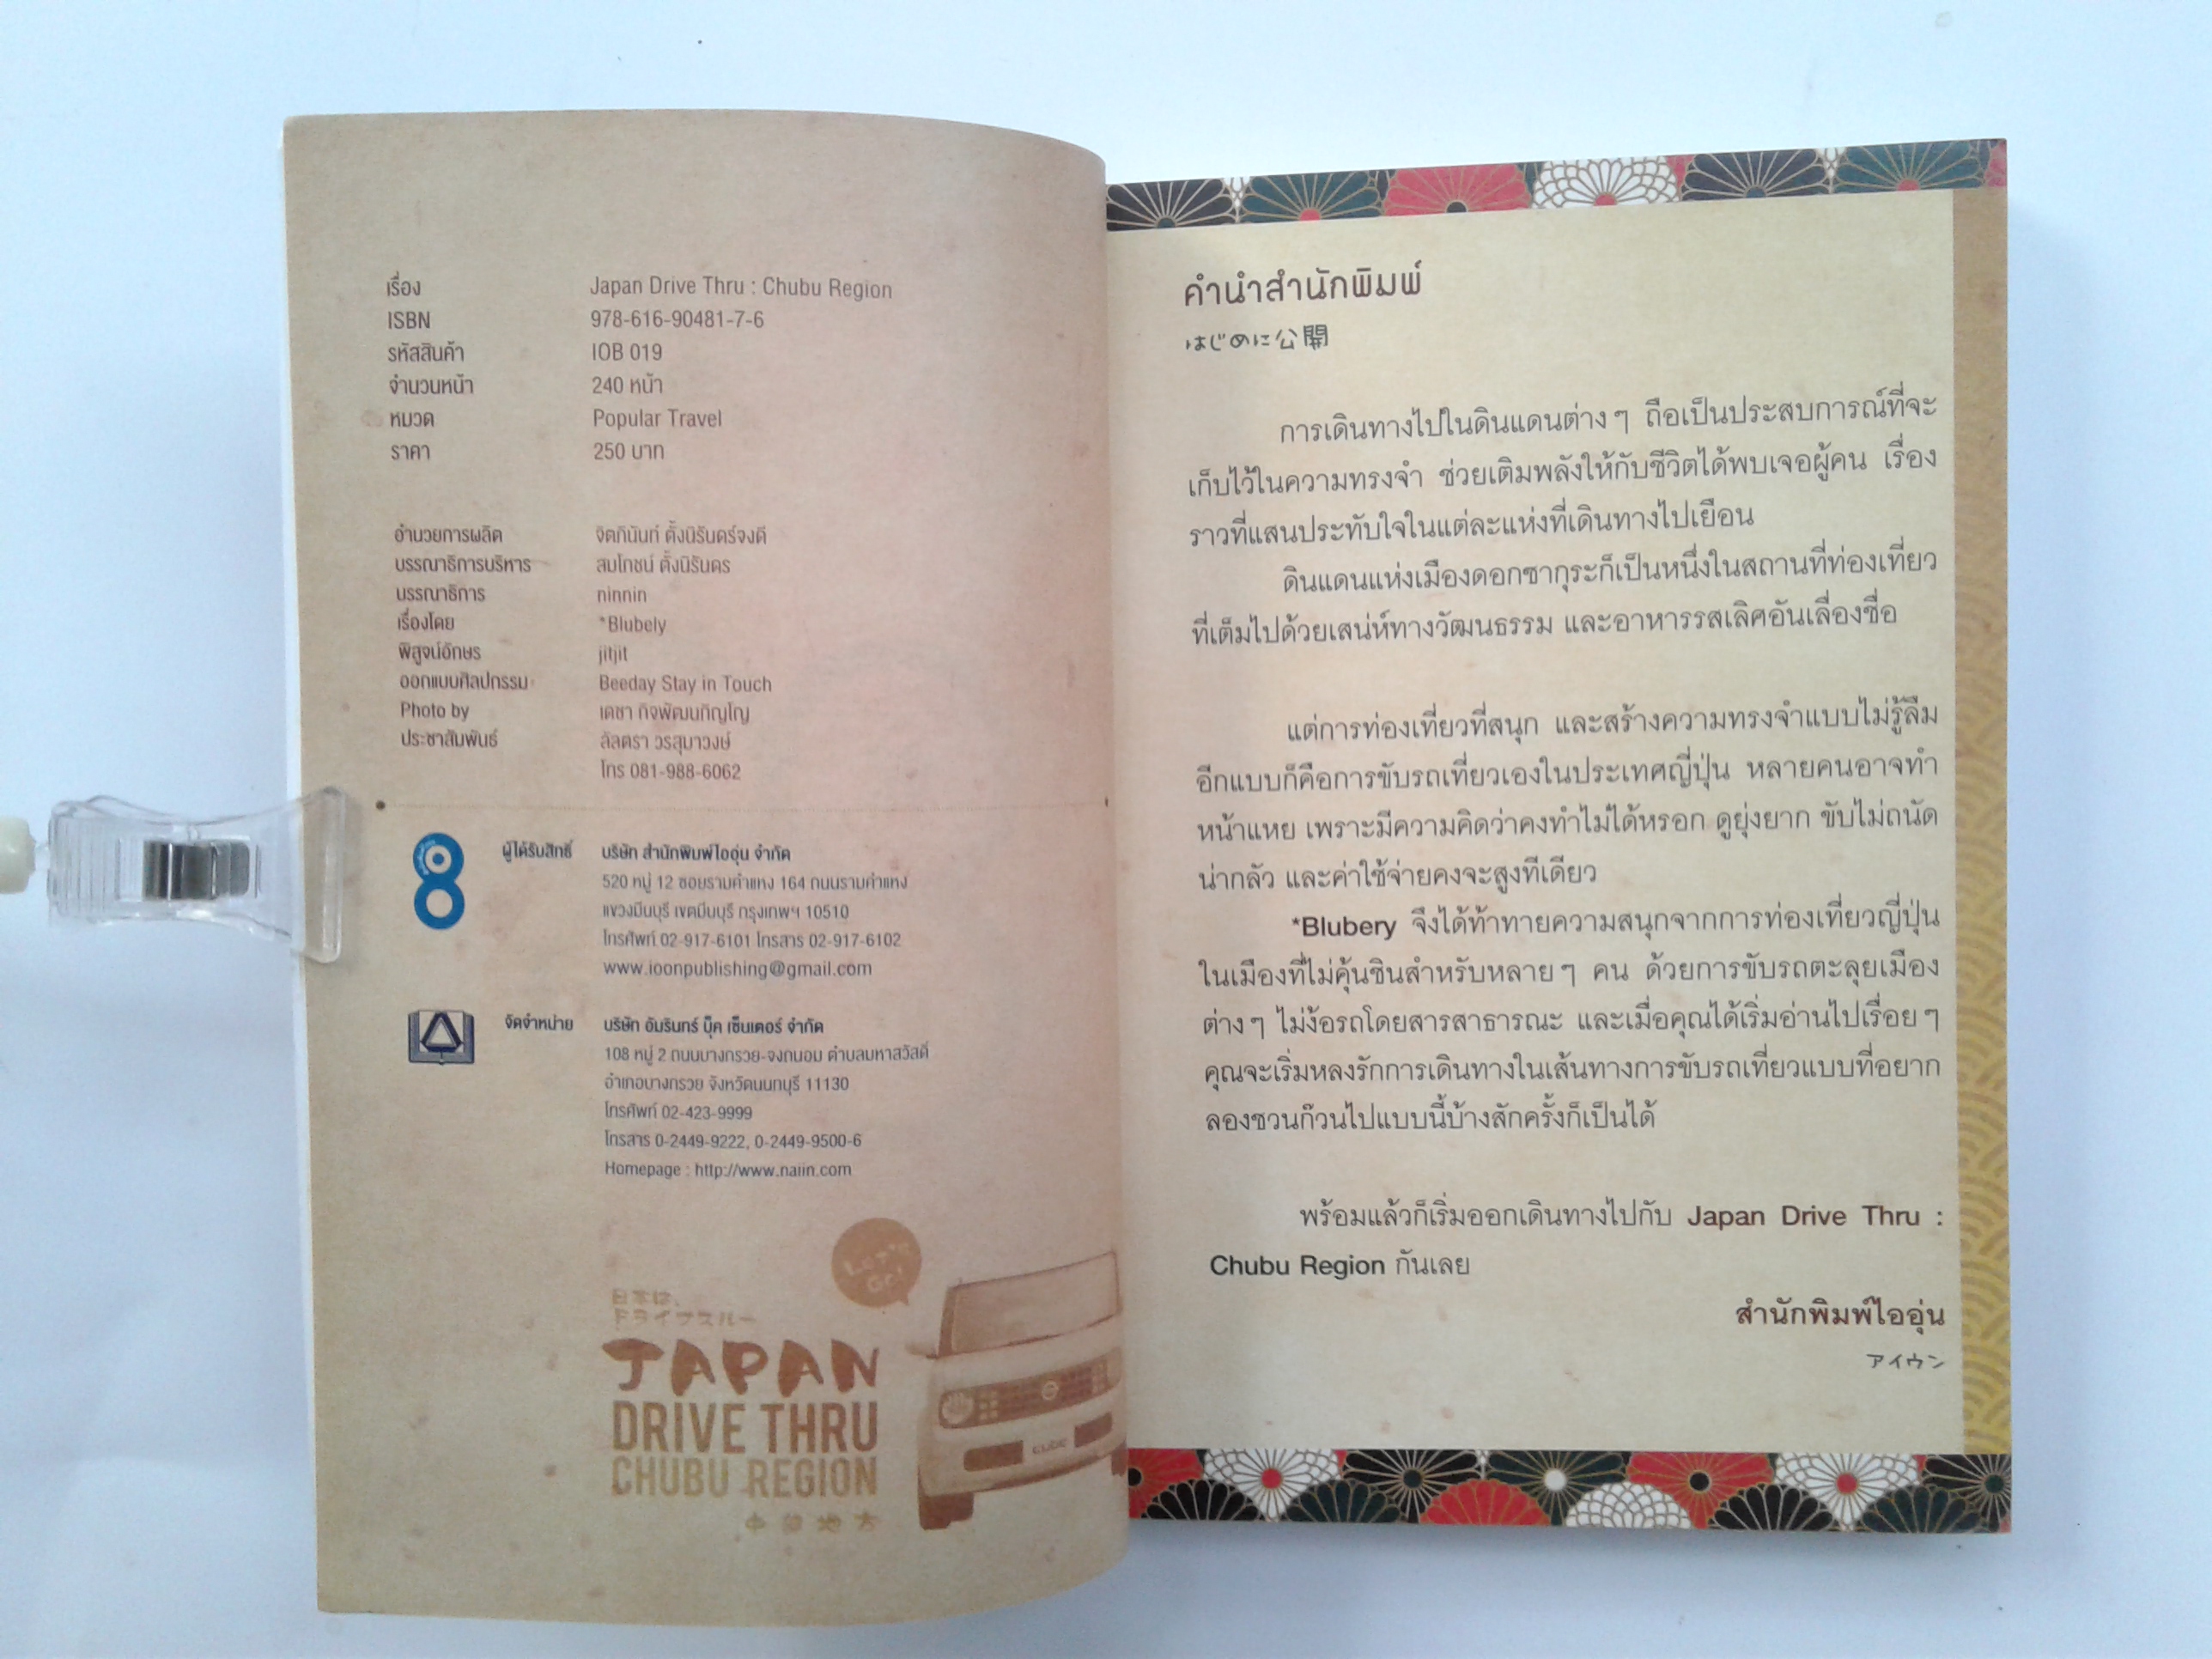 เรื่อง Japan Drive Thru : Chubu Region
ISBN 978-616-90481-7-6
รหัสสินค้า IOB 019
จำนวนหน้า 240 หน้า
หมวด Popular Travel
ราคา 250 บาท
อำนวยการผลิต จิตภินันท์ ตั้งนิรันดร์จงดี
บรรณาธิการบริหาร สบโภชน์ ตั้งนิรันดร
บรรณาธิการ ninnin
เรื่องโดย *Blubely
พิสูจน์อักษร jitjit
ออกแบบศิลปกรรม Beeday Stay in Touch
Photo by เดชา กิจพัฒนภิญโญ
ประชาสัมพันธ์ ลัลตรา วรสุมาวงษ์
โทร 081-988-6062
ผู้ได้รับสิทธิ์ บริษัท สำนักพิมพ์ไออุ่น จำกัด
520 หมู่ 12 ซอยรามคำแหง 164 ถนนรามคำแหง
แขวงมีนบุรี เขตมีนบุรี กรุงเทพฯ 10510
โทรศัพท์ 02-917-6101 โทรสาร 02-917-6102
www.ioonpublishing@gmail.com
จัดจำหน่าย บริษัท อัมรินทร์ บุ๊ค เซ็นเตอร์ จำกัด
108 หมู่ 2 ถนนบางกรวย-จงถนอม ตำบลมหาสวัสดิ์
อำเภอบางกรวย จังหวัดนนทบุรี 11130
โทรศัพท์ 02-423-9999
โทรสาร 0-2449-9222, 0-2449-9500-6
Homepage : http://www.naiin.com
LET'S
GO!
日本は、
ドライブスルー
JAPAN
DRIVE THRU
CHUBU REGION
中部地方
CUBE
คำนำสำนักพิมพ์
はじめに公開
การเดินทางไปในดินแดนต่างๆ ถือเป็นประสบการณ์ที่จะ
เก็บไว้ในความทรงจำ ช่วยเติมพลังให้กับชีวิตได้พบเจอผู้คน เรื่อง
ราวที่แสนประทับใจในแต่ละแห่งที่เดินทางไปเยือน
ดินแดนแห่งเมืองดอกซากุระก็เป็นหนึ่งในสถานที่ท่องเที่ยว
ที่เต็มไปด้วยเสน่ห์ทางวัฒนธรรม และอาหารรสเลิศอันเลื่องชื่อ
แต่การท่องเที่ยวที่สนุก และสร้างความทรงจำแบบไม่รู้ลืม
อีกแบบก็คือการขับรถเที่ยวเองในประเทศญี่ปุ่น หลายคนอาจทำ
หน้าแหย เพราะมีความคิดว่าคงทำไม่ได้หรอก ดูยุ่งยาก ขับไม่ถนัด
น่ากลัว และค่าใช้จ่ายคงจะสูงทีเดียว
*Blubery จึงได้ท้าทายความสนุกจากการท่องเที่ยวญี่ปุ่น
ในเมืองที่ไม่คุ้นชินสำหรับหลายๆ คน ด้วยการขับรถตะลุยเมือง
ต่างๆ ไม่ง้อรถโดยสารสาธารณะ และเมื่อคุณได้เริ่มอ่านไปเรื่อยๆ
คุณจะเริ่มหลงรักการเดินทางในเส้นทางการขับรถเที่ยวแบบที่อยาก
ลองชวนก๊วนไปแบบนี้บ้างสักครั้งก็เป็นได้
พร้อมแล้วก็เริ่มออกเดินทางไปกับ Japan Drive Thru :
Chubu Region กันเลย
สำนักพิมพ์ไออุ่น
アイウン